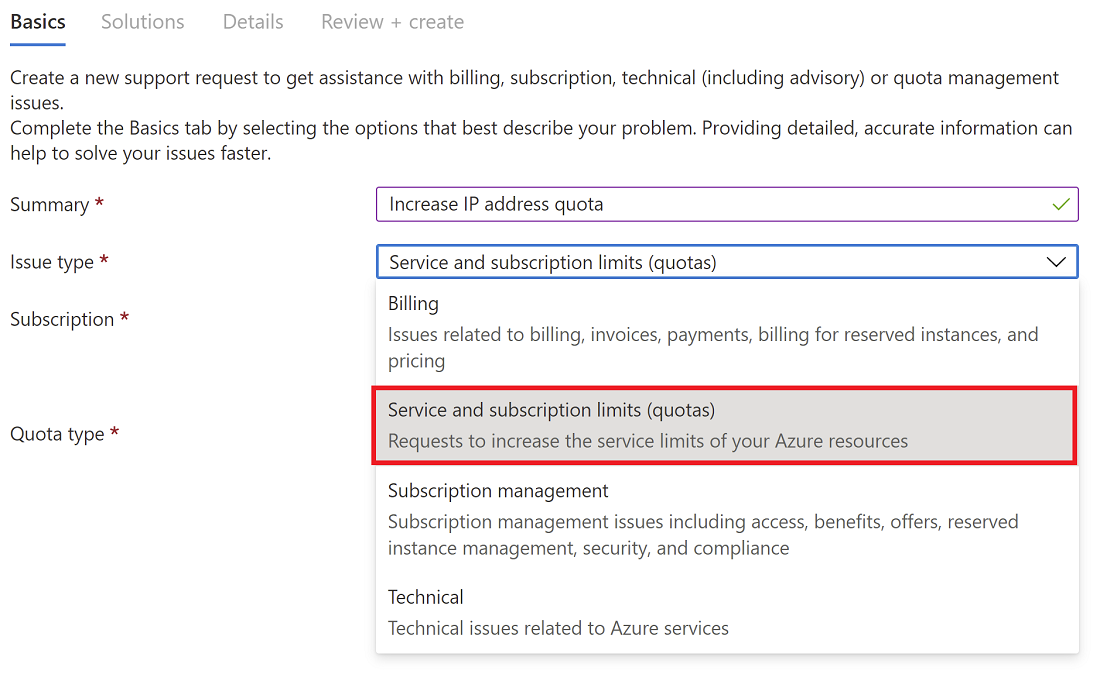 Basics Solutions Details Review + create
Create a new support request to get assistance with billing, subscription, technical (including advisory) or quota management
issues.
Complete the Basics tab by selecting the options that best describe your problem. Providing detailed, accurate information can
help to solve your issues faster.
Summary * Increase IP address quota
Issue type * Service and subscription limits (quotas)
Billing
Subscription *
Issues related to billing, invoices, payments, billing for reserved instances, and
pricing
Service and subscription limits (quotas)
Quota type *
Requests to increase the service limits of your Azure resources
Subscription management
Subscription management issues including access, benefits, offers, reserved
instance management, security, and compliance
Technical
Technical issues related to Azure services